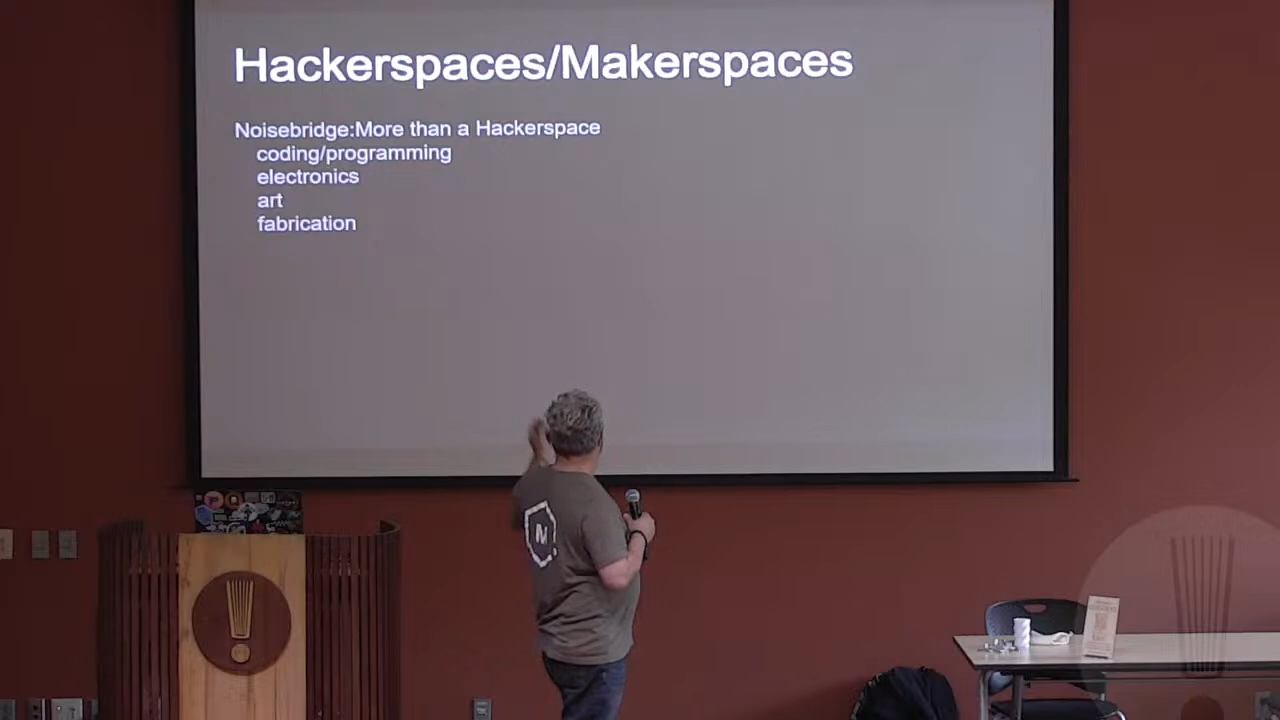 Hackerspaces/Makerspaces
Noisebridge:More than a Hackerspace
coding/programming
electronics
art
fabrication
M